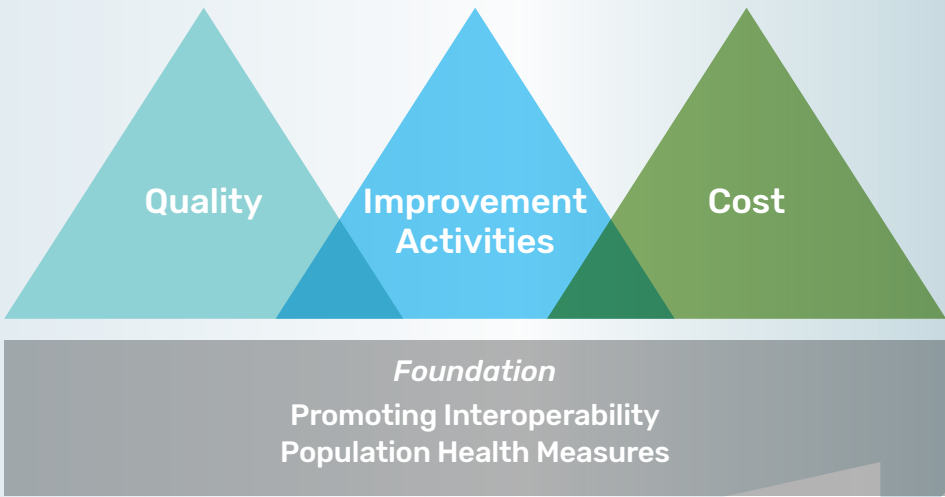 Quality
Improvement
Activities
Cost
Foundation
Promoting Interoperability
Population Health Measures